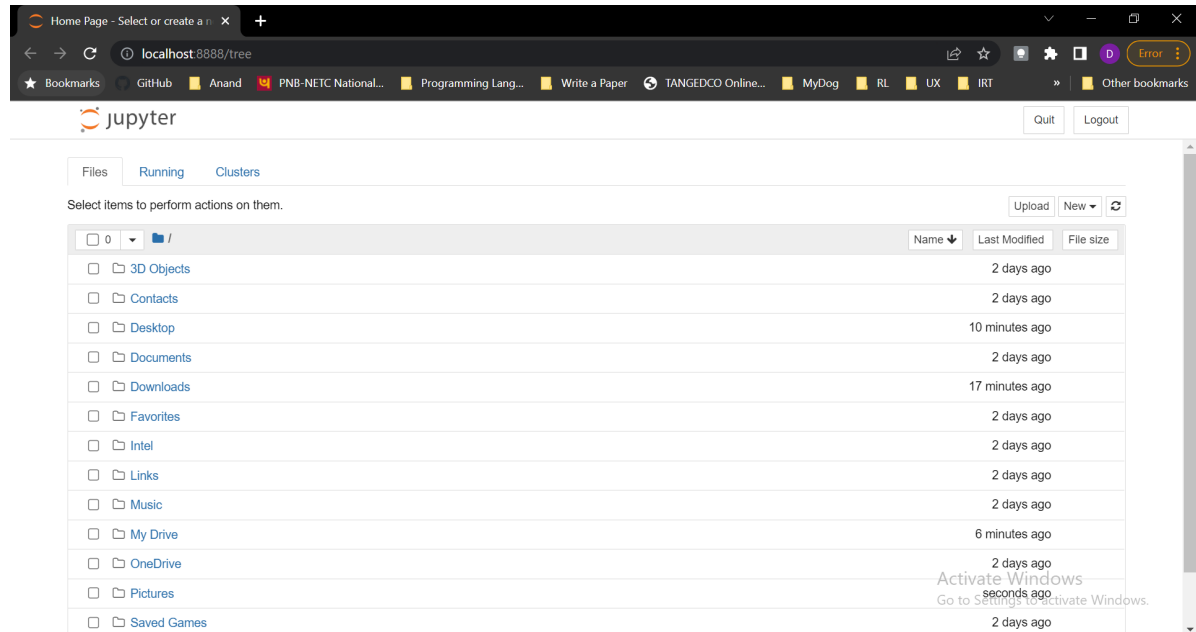 Home Page - Select or create a n
localhost:8888/tree
D Error
Bookmarks GitHub Anand PNB-NETC National... Programming Lang... Write a Paper TANGEDCO Online... MyDog RL UX IRT » Other bookmarks
jupyter Quit Logout
Files Running Clusters
Select items to perform actions on them. Upload New
0 / Name Last Modified File size
3D Objects 2 days ago
Contacts 2 days ago
Desktop 10 minutes ago
Documents 2 days ago
Downloads 17 minutes ago
Favorites 2 days ago
Intel 2 days ago
Links 2 days ago
Music 2 days ago
My Drive 6 minutes ago
OneDrive 2 days ago
Activate Windows
Pictures seconds ago
Go to Settings to activate Windows.
Saved Games 2 days ago